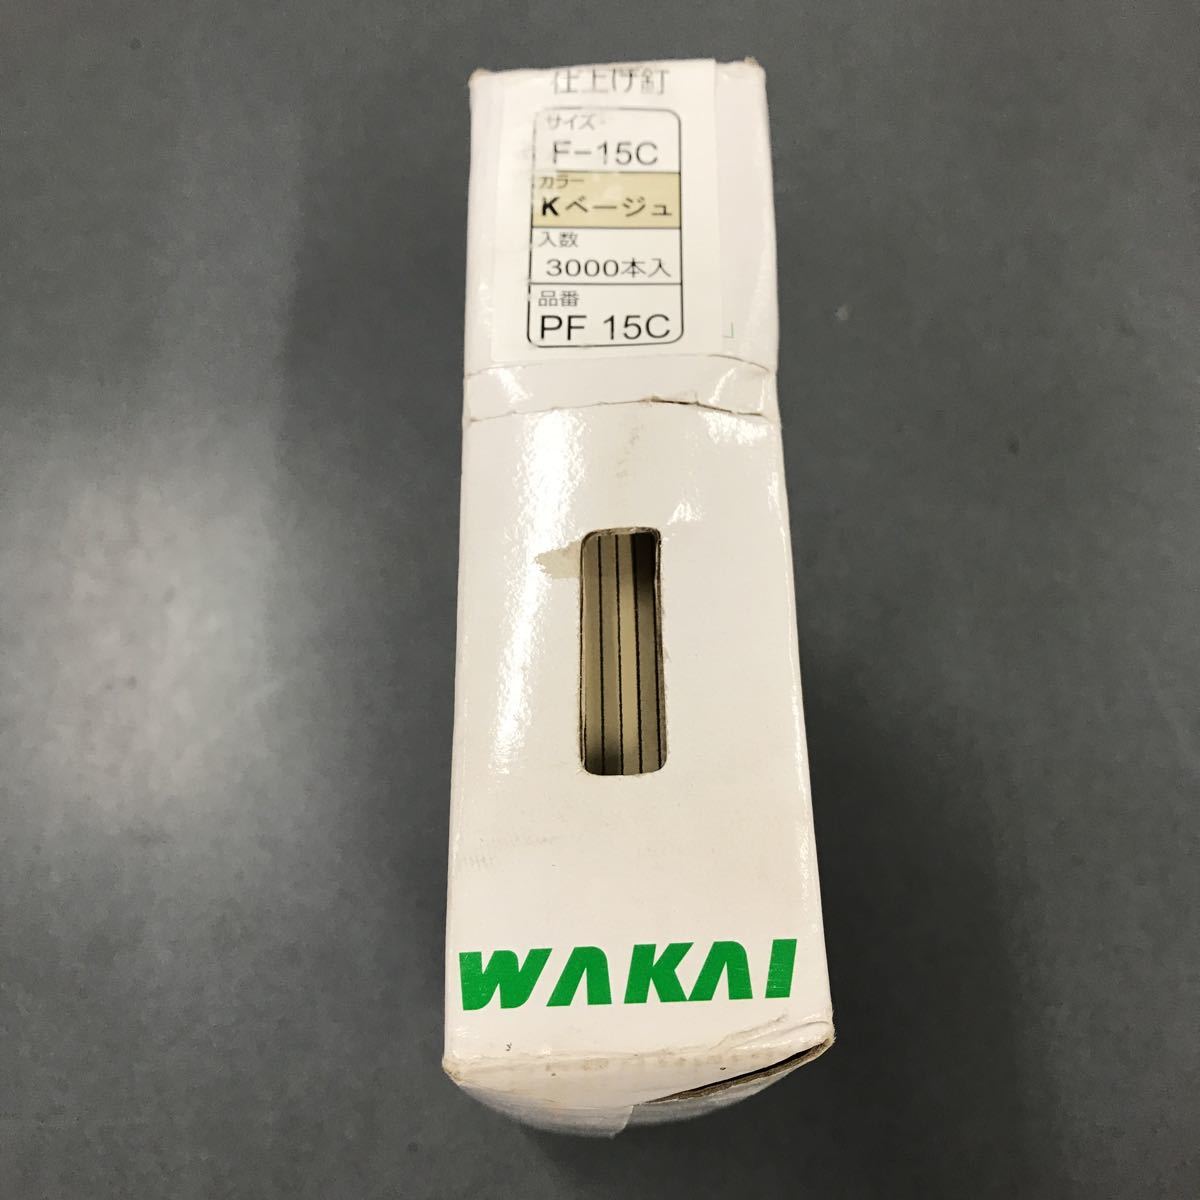 仕上げ釘
サイズ
F-15C
カラー
Kベージュ
入数
3000本入
品番
PF 15C
WAKAI